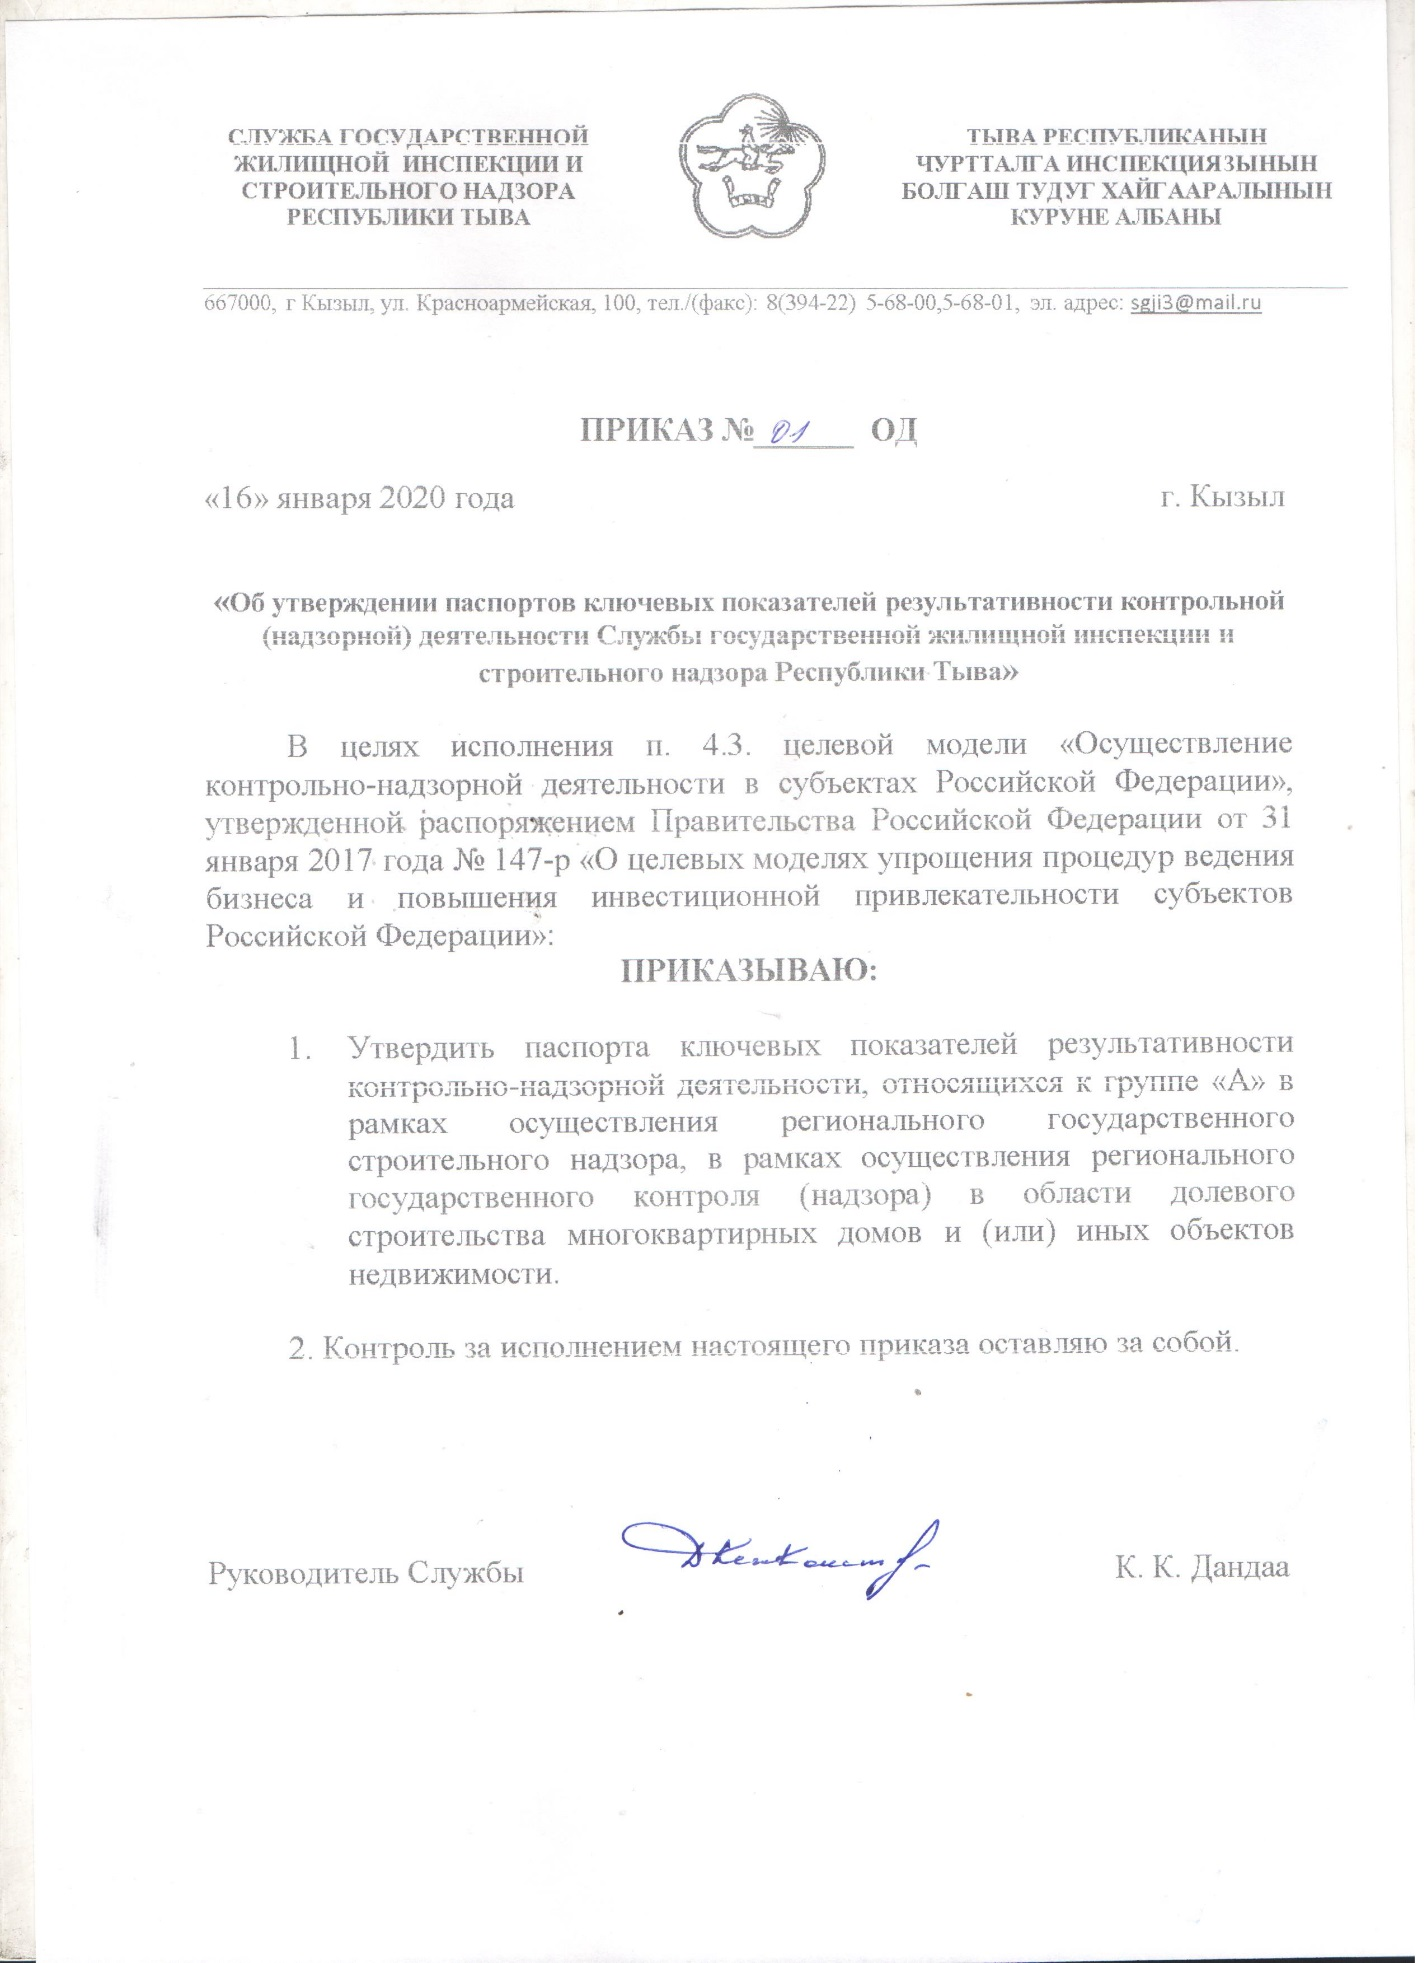 СЛУЖБА ГОСУДАРСТВЕННОЙ
ЖИЛИЩНОЙ ИНСПЕКЦИИ И
СТРОИТЕЛЬНОГО НАДЗОРА
РЕСПУБЛИКИ ТЫВА
ТЫВА РЕСПУБЛИКАНЫН
ЧУРТТАЛГА ИНСПЕКЦИЯЗЫНЫН
БОЛГАШ ТУДУГ ХАЙГААРАЛЫНЫН
КУРУНЕ АЛБАНЫ
667000, г Кызыл, ул. Красноармейская, 100, тел./(факс): 8(394-22) 5-68-00,5-68-01, эл. адрес: sgji3@mail.ru
ПРИКАЗ № 01 ОД
«16» января 2020 года г. Кызыл
«Об утверждении паспортов ключевых показателей результативности контрольной
(надзорной) деятельности Службы государственной жилищной инспекции и
строительного надзора Республики Тыва»
В целях исполнения п. 4.3. целевой модели «Осуществление
контрольно-надзорной деятельности в субъектах Российской Федерации»,
утвержденной распоряжением Правительства Российской Федерации от 31
января 2017 года № 147-р «О целевых моделях упрощения процедур ведения
бизнеса и повышения инвестиционной привлекательности субъектов
Российской Федерации»:
ПРИКАЗЫВАЮ:
1. Утвердить паспорта ключевых показателей результативности
контрольно-надзорной деятельности, относящихся к группе «А» в
рамках осуществления регионального государственного
строительного надзора, в рамках осуществления регионального
государственного контроля (надзора) в области долевого
строительства многоквартирных домов и (или) иных объектов
недвижимости.
2. Контроль за исполнением настоящего приказа оставляю за собой.
Руководитель Службы К. К. Дандаа